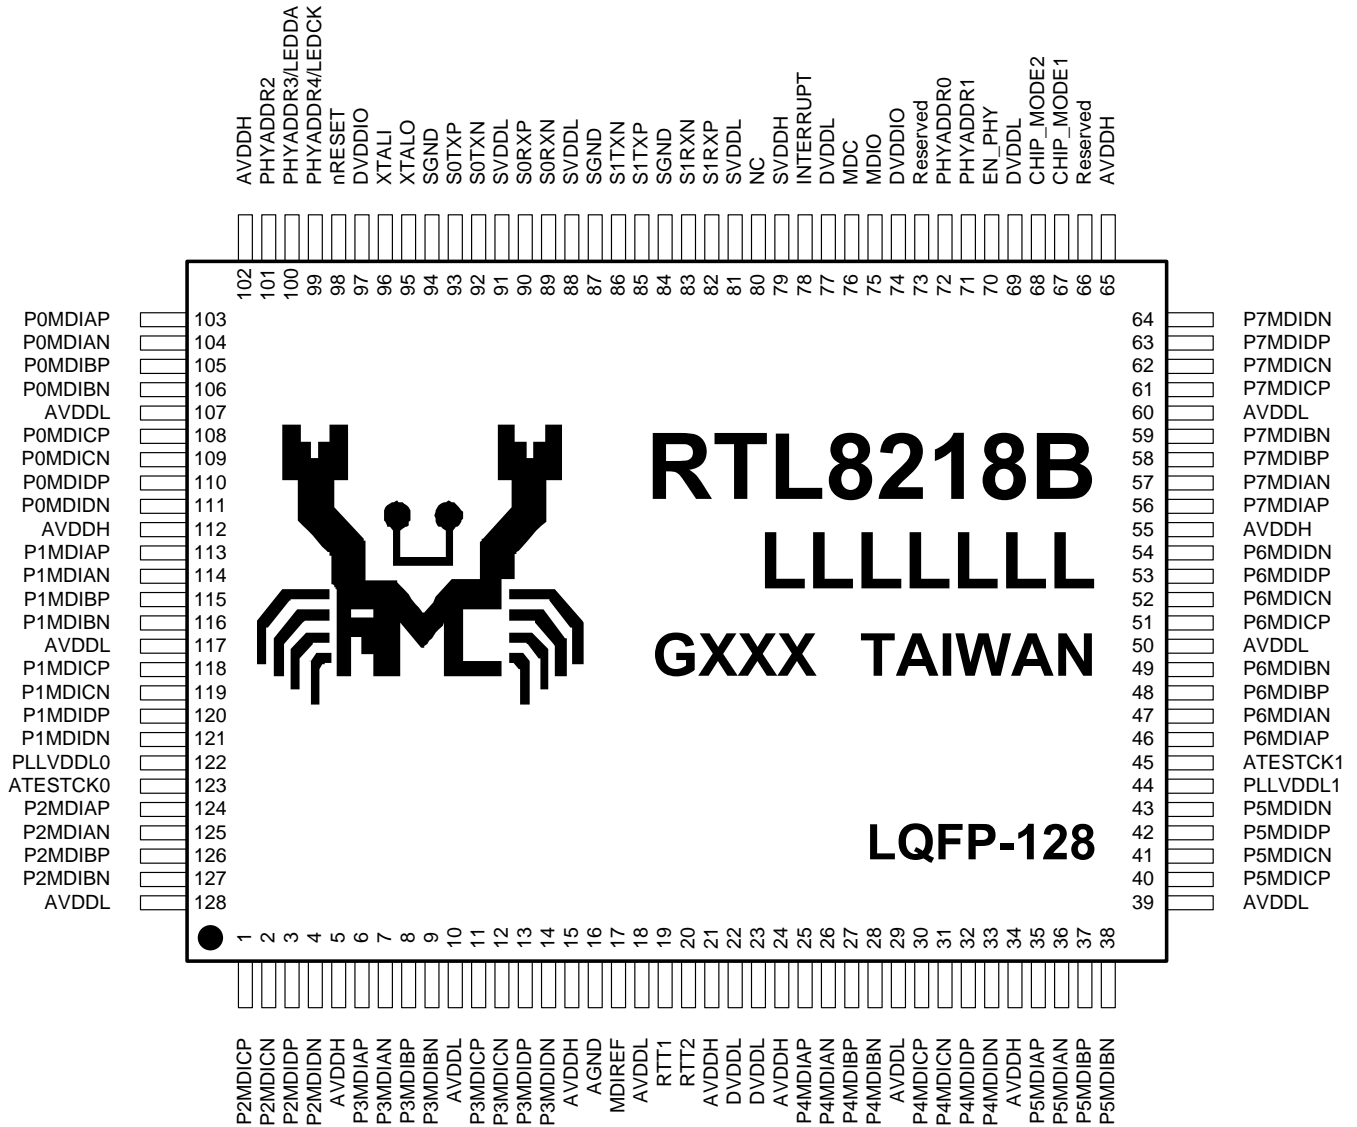 AVDDH
PHYADDR2
PHYADDR3/LEDDA
PHYADDR4/LEDCK
nRESET
DVDDIO
XTALI
XTALO
SGND
S0TXP
S0TXN
SVDDL
S0RXP
S0RXN
SVDDL
SGND
S1TXN
S1TXP
SGND
S1RXN
S1RXP
SVDDL
NC
SVDDH
INTERRUPT
DVDDL
MDC
MDIO
DVDDIO
Reserved
PHYADDR0
PHYADDR1
EN_PHY
DVDDL
CHIP_MODE2
CHIP_MODE1
Reserved
AVDDH
102 101 100 99 98 97 96 95 94 93 92 91 90 89 88 87 86 85 84 83 82 81 80 79 78 77 76 75 74 73 72 71 70 69 68 67 66 65
P0MDIAP 103
P0MDIAN 104
P0MDIBP 105
P0MDIBN 106
AVDDL 107
P0MDICP 108
P0MDICN 109
P0MDIDP 110
P0MDIDN 111
AVDDH 112
P1MDIAP 113
P1MDIAN 114
P1MDIBP 115
P1MDIBN 116
AVDDL 117
P1MDICP 118
P1MDICN 119
P1MDIDP 120
P1MDIDN 121
PLLVDDL0 122
ATESTCK0 123
P2MDIAP 124
P2MDIAN 125
P2MDIBP 126
P2MDIBN 127
AVDDL 128
RTL8218B
LLLLLLL
GXXX TAIWAN
LQFP-128
64 P7MDIDN
63 P7MDIDP
62 P7MDICN
61 P7MDICP
60 AVDDL
59 P7MDIBN
58 P7MDIBP
57 P7MDIAN
56 P7MDIAP
55 AVDDH
54 P6MDIDN
53 P6MDIDP
52 P6MDICN
51 P6MDICP
50 AVDDL
49 P6MDIBN
48 P6MDIBP
47 P6MDIAN
46 P6MDIAP
45 ATESTCK1
44 PLLVDDL1
43 P5MDIDN
42 P5MDIDP
41 P5MDICN
40 P5MDICP
39 AVDDL
1 2 3 4 5 6 7 8 9 10 11 12 13 14 15 16 17 18 19 20 21 22 23 24 25 26 27 28 29 30 31 32 33 34 35 36 37 38
P2MDICP
P2MDICN
P2MDIDP
P2MDIDN
AVDDH
P3MDIAP
P3MDIAN
P3MDIBP
P3MDIBN
AVDDL
P3MDICP
P3MDICN
P3MDIDP
P3MDIDN
AVDDH
AGND
MDIREF
AVDDL
RTT1
RTT2
AVDDH
DVDDL
DVDDL
AVDDH
P4MDIAP
P4MDIAN
P4MDIBP
P4MDIBN
AVDDL
P4MDICP
P4MDICN
P4MDIDP
P4MDIDN
AVDDH
P5MDIAP
P5MDIAN
P5MDIBP
P5MDIBN